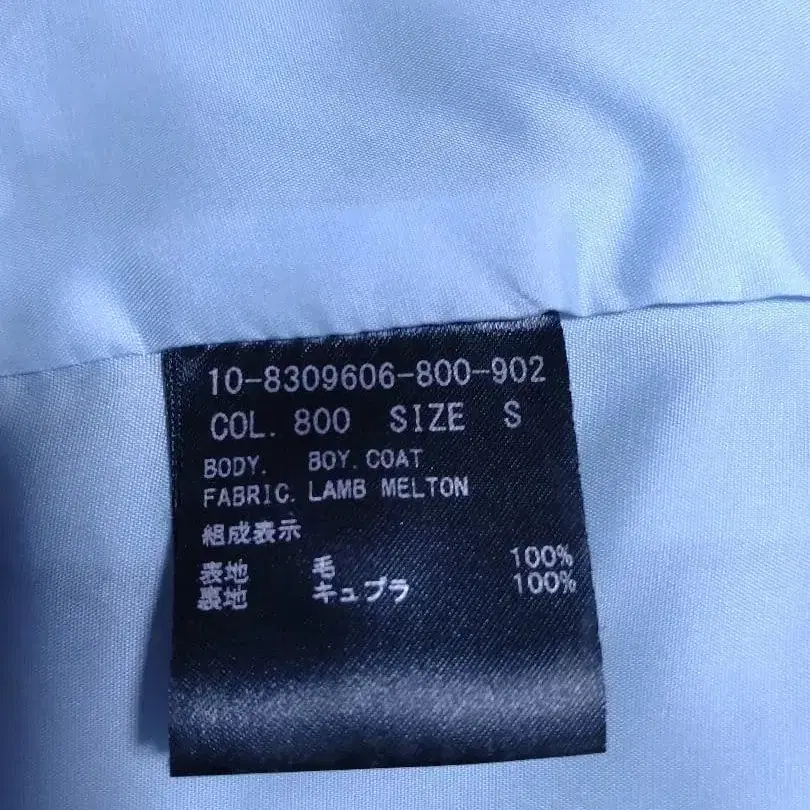 10-8309606-800-902
COL. 800 SIZE S
BODY. BOY. COAT
FABRIC. LAMB MELTON
組成表示
表地 毛 100%
裏地 キュプラ 100%